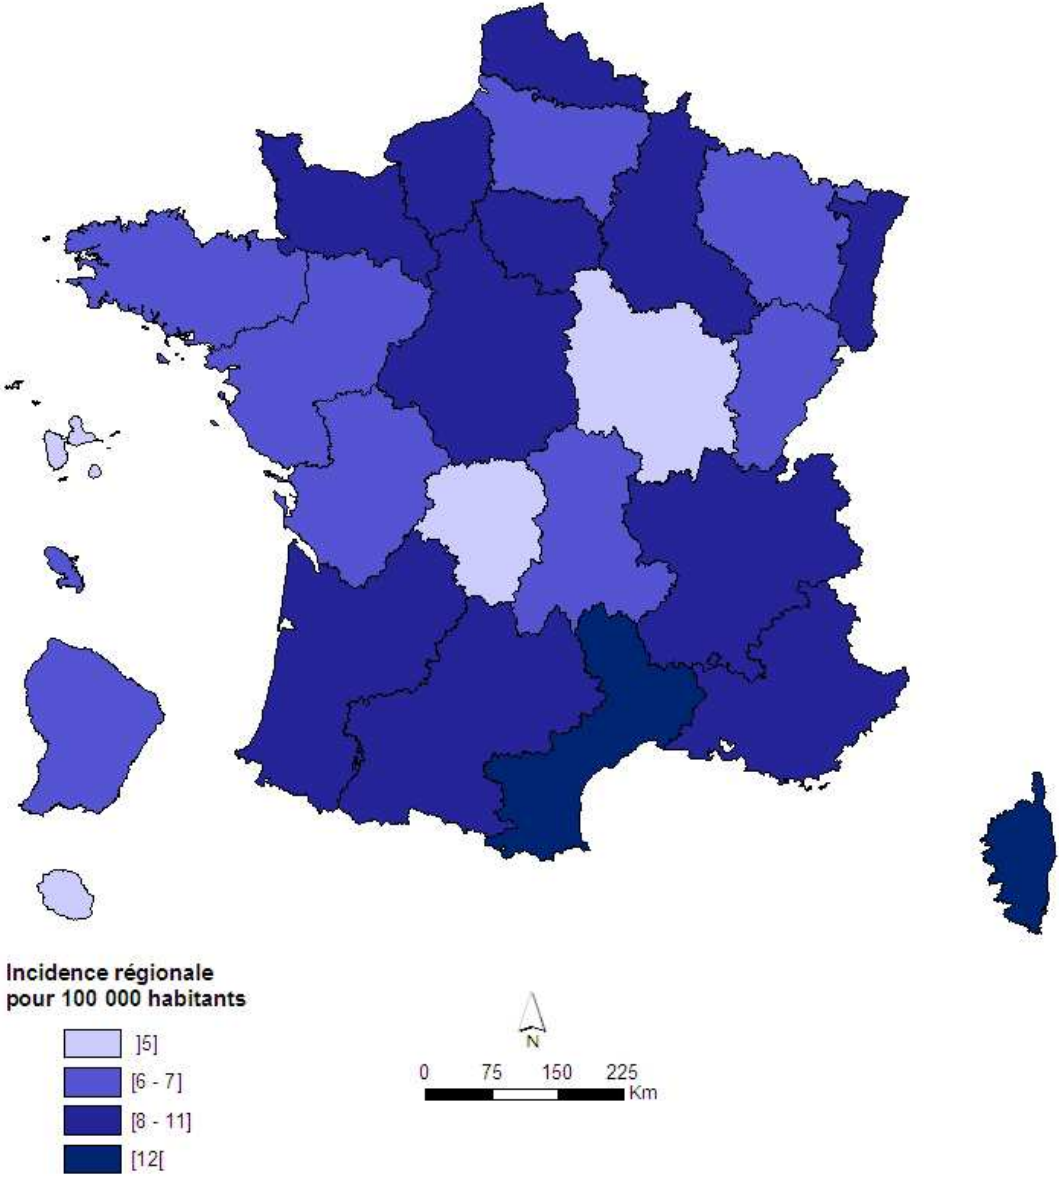 Incidence régionale
pour 100 000 habitants
]5]
[6 - 7]
[8 - 11]
[12[
N
0 75 150 225
Km